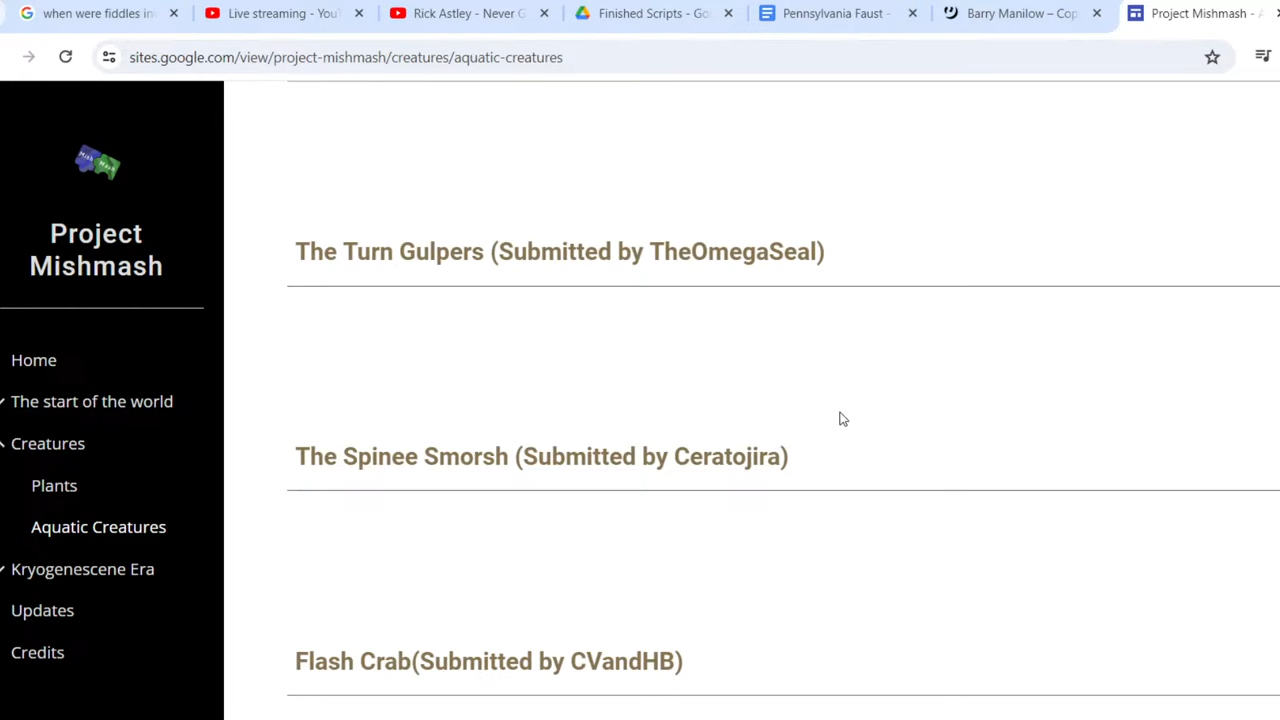 when were fiddles in
Live streaming - You
Rick Astley - Never G
Finished Scripts - Go
Pennsylvania Faust -
Barry Manilow – Cop
Project Mishmash - A
sites.google.com/view/project-mishmash/creatures/aquatic-creatures
Mish Mash
Project
Mishmash
Home
The start of the world
Creatures
Plants
Aquatic Creatures
Kryogenescene Era
Updates
Credits
The Turn Gulpers (Submitted by TheOmegaSeal)
The Spinee Smorsh (Submitted by Ceratojira)
Flash Crab(Submitted by CVandHB)